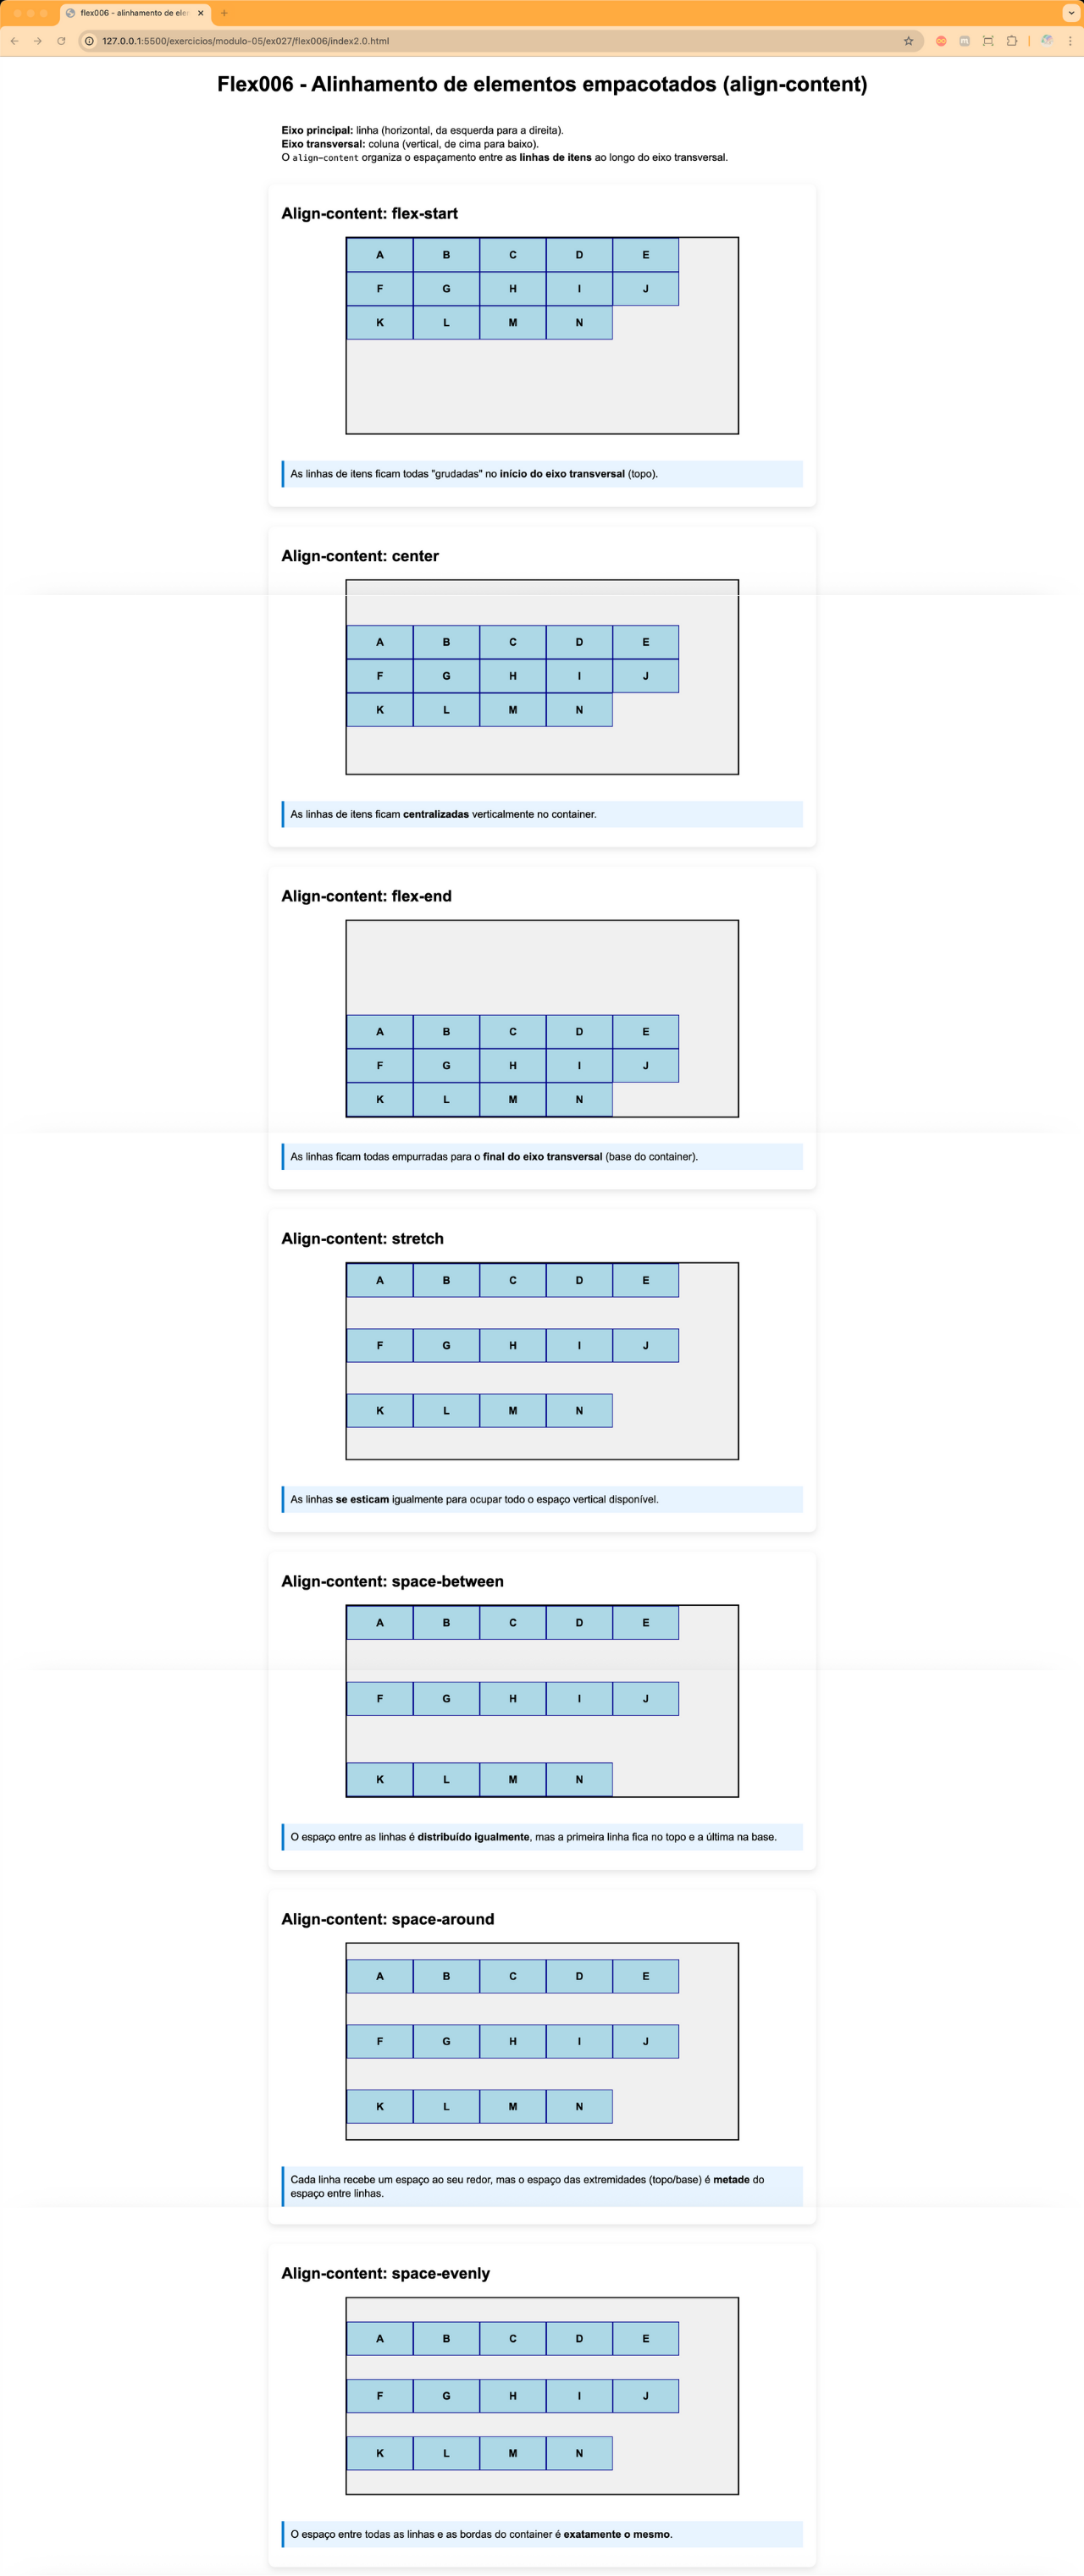 flex006 - alinhamento de ele
127.0.0.1:5500/exercicios/modulo-05/ex027/flex006/index2.0.html
Flex006 - Alinhamento de elementos empacotados (align-content)
Eixo principal: linha (horizontal, da esquerda para a direita).
Eixo transversal: coluna (vertical, de cima para baixo).
O align-content organiza o espaçamento entre as linhas de itens ao longo do eixo transversal.
Align-content: flex-start
A B C D E
F G H I J
K L M N
As linhas de itens ficam todas "grudadas" no início do eixo transversal (topo).
Align-content: center
A B C D E
F G H I J
K L M N
As linhas de itens ficam centralizadas verticalmente no container.
Align-content: flex-end
A B C D E
F G H I J
K L M N
As linhas ficam todas empurradas para o final do eixo transversal (base do container).
Align-content: stretch
A B C D E
F G H I J
K L M N
As linhas se esticam igualmente para ocupar todo o espaço vertical disponível.
Align-content: space-between
A B C D E
F G H I J
K L M N
O espaço entre as linhas é distribuído igualmente, mas a primeira linha fica no topo e a última na base.
Align-content: space-around
A B C D E
F G H I J
K L M N
Cada linha recebe um espaço ao seu redor, mas o espaço das extremidades (topo/base) é metade do
espaço entre linhas.
Align-content: space-evenly
A B C D E
F G H I J
K L M N
O espaço entre todas as linhas e as bordas do container é exatamente o mesmo.